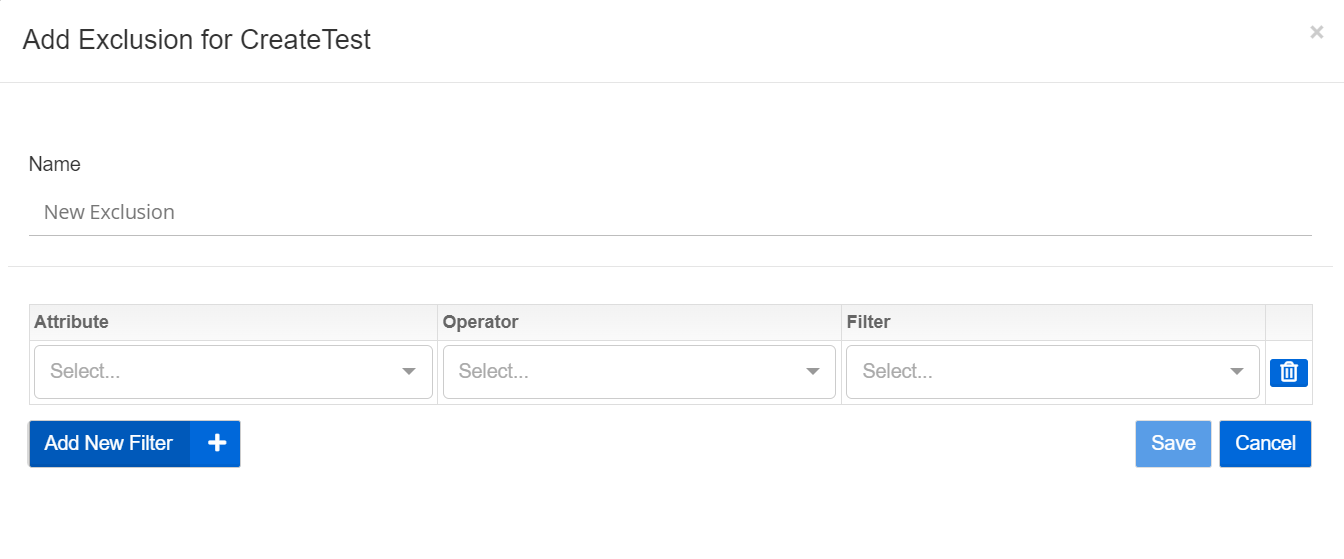 Add Exclusion for CreateTest
×
Name
New Exclusion
Attribute Operator Filter
Select... Select... Select...
Add New Filter + Save Cancel